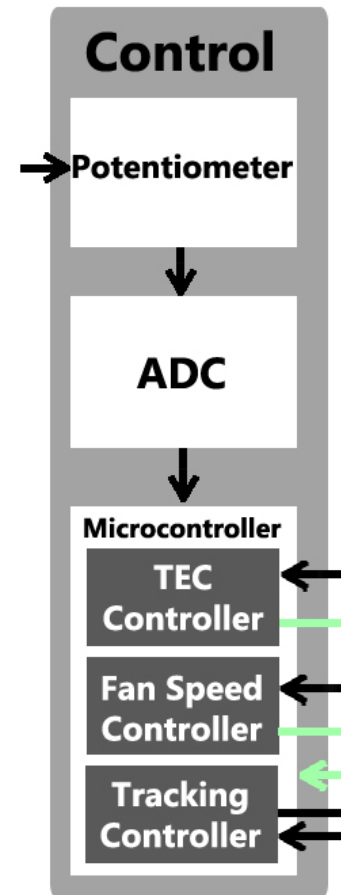 Control
Potentiometer
ADC
Microcontroller
TEC
Controller
Fan Speed
Controller
Tracking
Controller